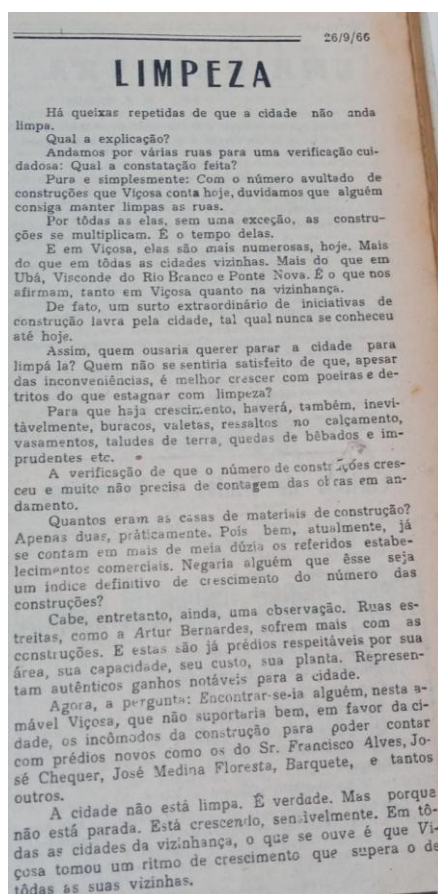 26/9/66
LIMPEZA
Há queixas repetidas de que a cidade não anda
limpa.
Qual a explicação?
Andamos por várias ruas para uma verificação cui-
dadosa: Qual a constatação feita?
Pura e simplesmente: Com o número avultado de
construções que Viçosa conta hoje, duvidamos que alguém
consiga manter limpas as ruas.
Por tôdas elas, sem uma exceção, as constru-
ções se multiplicam. É o tempo delas.
E em Viçosa, elas são mais numerosas, hoje. Mais
do que em tôdas as cidades vizinhas. Mais do que em
Ubá, Visconde do Rio Branco e Ponte Nova. É o que nos
afirmam, tanto em Viçosa quanto na vizinhança.
De fato, um surto extraordinário de iniciativas de
construção lavra pela cidade, tal qual nunca se conheceu
até hoje.
Assim, quem ousaria querer parar a cidade para
limpá la? Quem não se sentiria satisfeito de que, apesar
das inconveniências, é melhor crescer com poeiras e de-
tritos do que estagnar com limpeza?
Para que haja crescimento, haverá, também, inevi-
tàvelmente, buracos, valetas, ressaltos no calçamento,
vasamentos, taludes de terra, quedas de bêbados e im-
prudentes etc.
A verificação de que o número de construções cres-
ceu e muito não precisa de contagem das obras em an-
damento.
Quantos eram as casas de materiais de construção?
Apenas duas, pràticamente. Pois bem, atualmente, já
se contam em mais de meia dúzia os referidos estabe-
lecimentos comerciais. Negaria alguém que êsse seja
um índice definitivo de crescimento do número das
construções?
Cabe, entretanto, ainda, uma observação. Ruas es-
treitas, como a Artur Bernardes, sofrem mais com as
construções. E estas são já prédios respeitáveis por sua
área, sua capacidade, seu custo, sua planta. Represen-
tam autênticos ganhos notáveis para a cidade.
Agora, a pergunta: Encontrar-se-ia alguém, nesta a-
mável Viçosa, que não suportaria bem, em favor da ci-
dade, os incômodos da construção para poder contar
com prédios novos como os do Sr. Francisco Alves, Jo-
sé Chequer, José Medina Floresta, Barquete, e tantos
outros.
A cidade não está limpa. É verdade. Mas porque
não está parada. Está crescendo, sensivelmente. Em tô-
das as cidades da vizinhança, o que se ouve é que Vi-
çosa tomou um ritmo de crescimento que supera o de
tôdas as suas vizinhas.